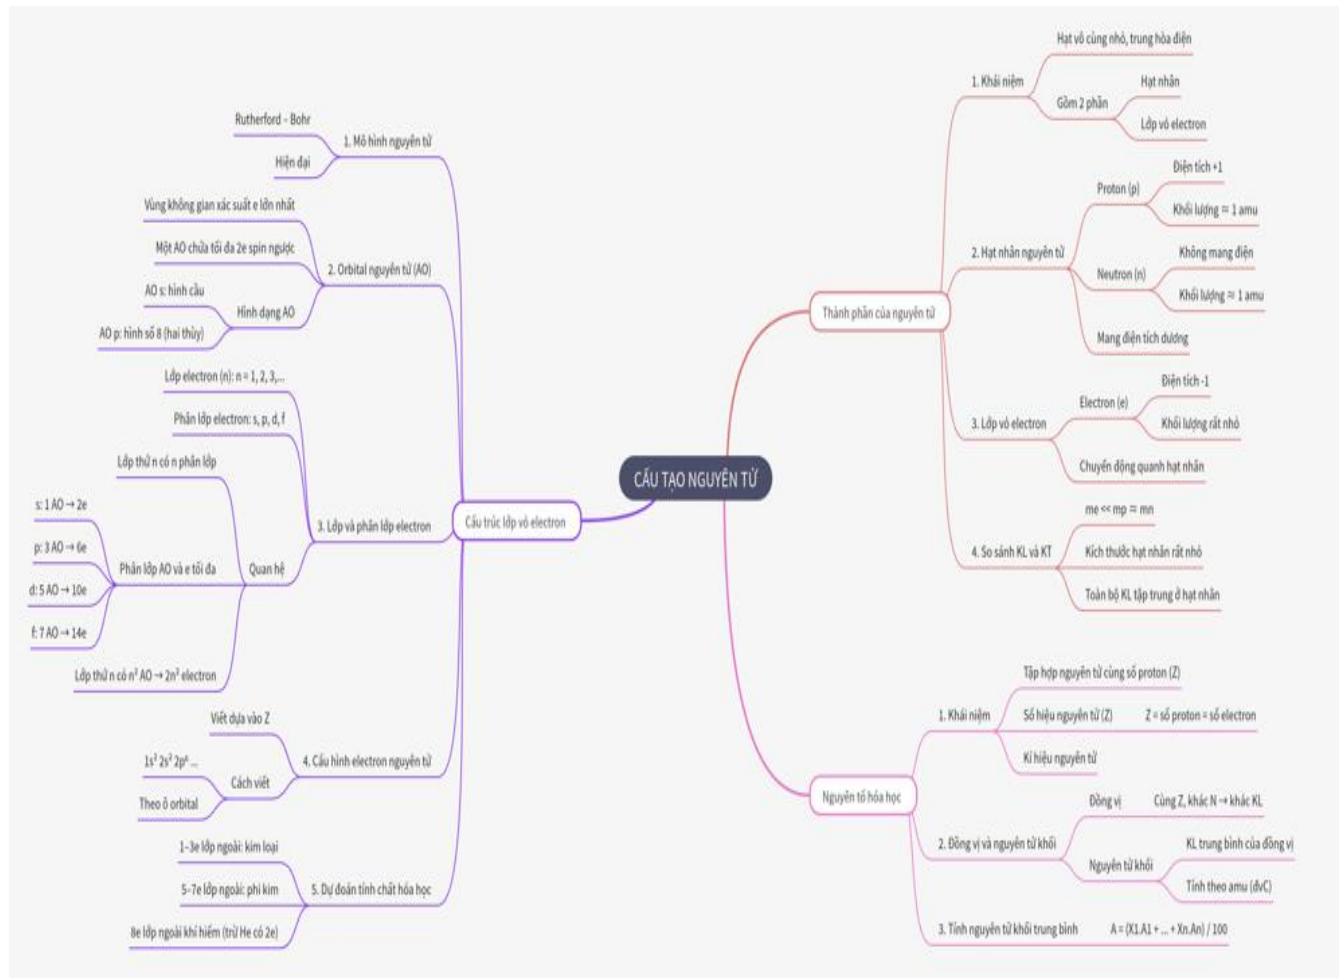 CẤU TẠO NGUYÊN TỬ
Thành phần của nguyên tử
1. Khái niệm
Hạt vô cùng nhỏ, trung hòa điện
Gồm 2 phần
Hạt nhân
Lớp vỏ electron
2. Hạt nhân nguyên tử
Proton (p)
Điện tích +1
Khối lượng ≈ 1 amu
Neutron (n)
Không mang điện
Khối lượng ≈ 1 amu
Mang điện tích dương
3. Lớp vỏ electron
Electron (e)
Điện tích -1
Khối lượng rất nhỏ
Chuyển động quanh hạt nhân
4. So sánh KL và KT
me << mp ≈ mn
Kích thước hạt nhân rất nhỏ
Toàn bộ KL tập trung ở hạt nhân
Nguyên tố hóa học
1. Khái niệm
Tập hợp nguyên tử cùng số proton (Z)
Số hiệu nguyên tử (Z)
Z = số proton = số electron
Kí hiệu nguyên tử
2. Đồng vị và nguyên tử khối
Đồng vị
Cùng Z, khác N → khác KL
Nguyên tử khối
KL trung bình của đồng vị
Tính theo amu (đvC)
3. Tính nguyên tử khối trung bình
A = (X1.A1 + ... + Xn.An) / 100
Cấu trúc lớp vỏ electron
1. Mô hình nguyên tử
Rutherford – Bohr
Hiện đại
2. Orbital nguyên tử (AO)
Vùng không gian xác suất e lớn nhất
Một AO chứa tối đa 2e spin ngược
Hình dạng AO
AO s: hình cầu
AO p: hình số 8 (hai thùy)
3. Lớp và phân lớp electron
Lớp electron (n): n = 1, 2, 3,...
Phân lớp electron: s, p, d, f
Quan hệ
Lớp thứ n có n phân lớp
Phân lớp AO và e tối đa
s: 1 AO → 2e
p: 3 AO → 6e
d: 5 AO → 10e
f: 7 AO → 14e
Lớp thứ n có n² AO → 2n² electron
4. Cấu hình electron nguyên tử
Viết dựa vào Z
Cách viết
1s² 2s² 2p⁶ ...
Theo ô orbital
5. Dự đoán tính chất hóa học
1–3e lớp ngoài: kim loại
5–7e lớp ngoài: phi kim
8e lớp ngoài khí hiếm (trừ He có 2e)